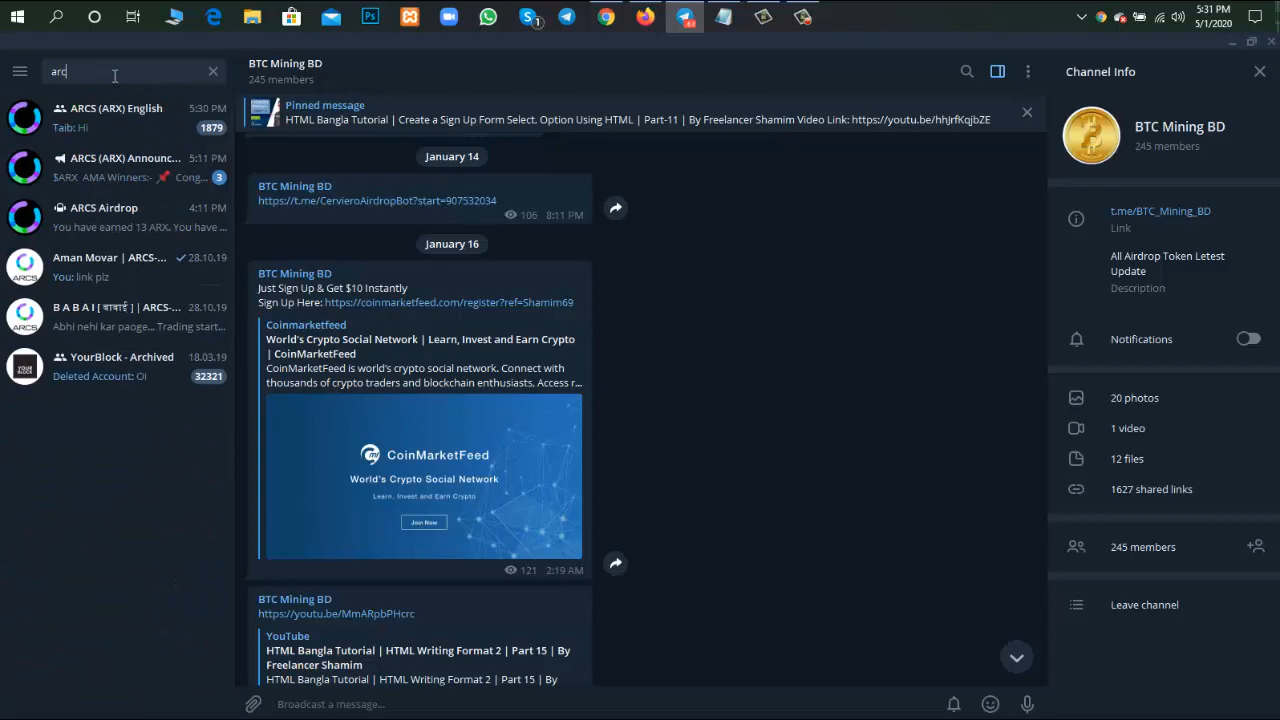 5:31 PM
5/1/2020
1
61
arc
ARCS (ARX) English 5:30 PM
Taib: Hi 1879
ARCS (ARX) Announc... 5:11 PM
$ARX AMA Winners:- 📌 Cong... 3
ARCS Airdrop 4:11 PM
You have earned 13 ARX. You have ...
Aman Movar | ARCS-... 28.10.19
You: link plz
B A B A I [ बाबाई ] | ARCS-... 28.10.19
Abhi nehi kar paoge... Trading start...
YourBlock - Archived 18.03.19
Deleted Account: Oi 32321
YOUR
BLOCK
BTC Mining BD
245 members
Pinned message
HTML Bangla Tutorial | Create a Sign Up Form Select, Option Using HTML | Part-11 | By Freelancer Shamim Video Link: https://youtu.be/hhJrfKqjbZE
January 14
BTC Mining BD
https://t.me/CervieroAirdropBot?start=907532034
106 8:11 PM
January 16
BTC Mining BD
Just Sign Up & Get $10 Instantly
Sign Up Here: https://coinmarketfeed.com/register?ref=Shamim69
Coinmarketfeed
World's Crypto Social Network | Learn, Invest and Earn Crypto
| CoinMarketFeed
CoinMarketFeed is world's crypto social network. Connect with
thousands of crypto traders and blockchain enthusiasts. Access r...
CoinMarketFeed
World's Crypto Social Network
Learn, Invest and Earn Crypto
Join Now
121 2:19 AM
BTC Mining BD
https://youtu.be/MmARpbPHcrc
YouTube
HTML Bangla Tutorial | HTML Writing Format 2 | Part 15 | By
Freelancer Shamim
HTML Bangla Tutorial | HTML Writing Format 2 | Part 15 | By
Broadcast a message...
Channel Info
BTC Mining BD
245 members
t.me/BTC_Mining_BD
Link
All Airdrop Token Letest
Update
Description
Notifications
20 photos
1 video
12 files
1627 shared links
245 members
Leave channel